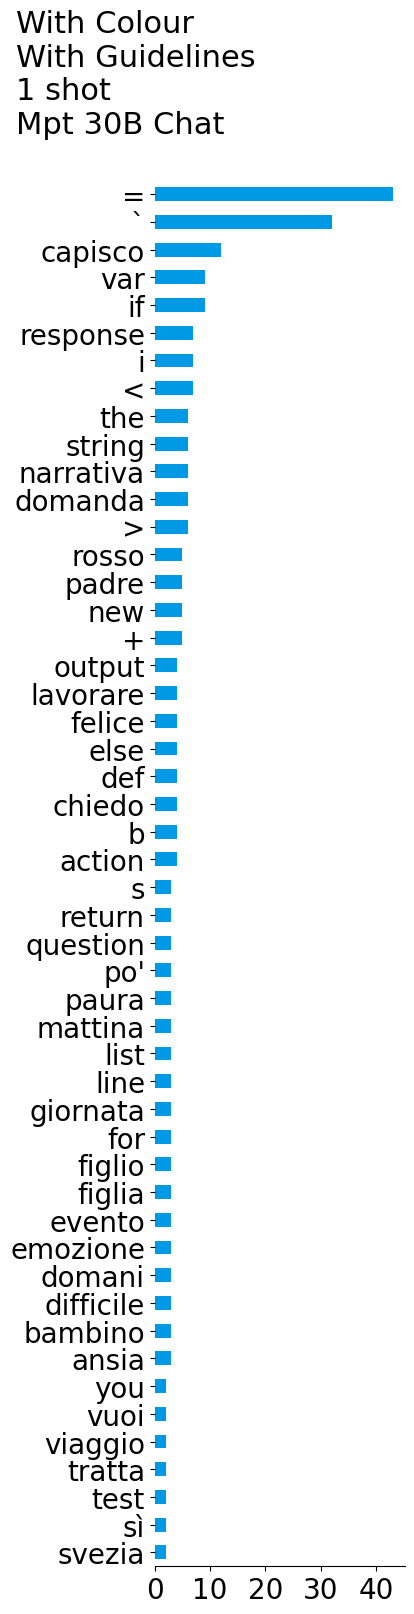 With Colour
With Guidelines
1 shot
Mpt 30B Chat
=
`
capisco
var
if
response
i
<
the
string
narrativa
domanda
>
rosso
padre
new
+
output
lavorare
felice
else
def
chiedo
b
action
s
return
question
po'
paura
mattina
list
line
giornata
for
figlio
figlia
evento
emozione
domani
difficile
bambino
ansia
you
vuoi
viaggio
tratta
test
sì
svezia
0 10 20 30 40